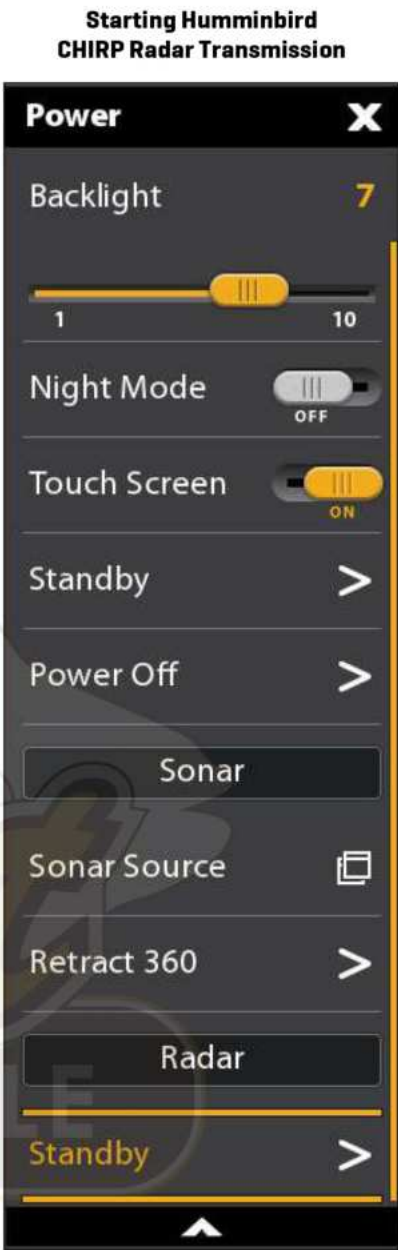 Starting Humminbird
CHIRP Radar Transmission
Power X
Backlight 7
1 10
Night Mode OFF
Touch Screen ON
Standby >
Power Off >
Sonar
Sonar Source
Retract 360 >
Radar
Standby >